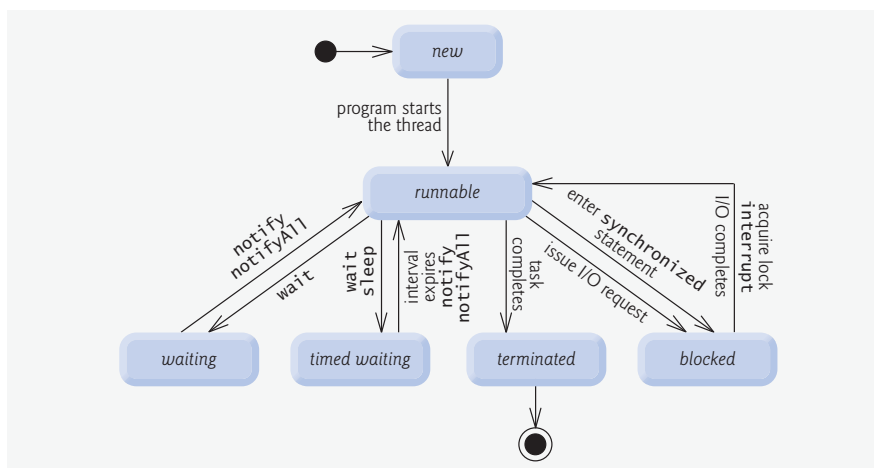 new
program starts
the thread
runnable
notify
notifyAll
wait
wait
sleep
interval
expires
notify
notifyAll
task
completes
enter synchronized
statement
issue I/O request
acquire lock
interrupt
I/O completes
waiting
timed waiting
terminated
blocked